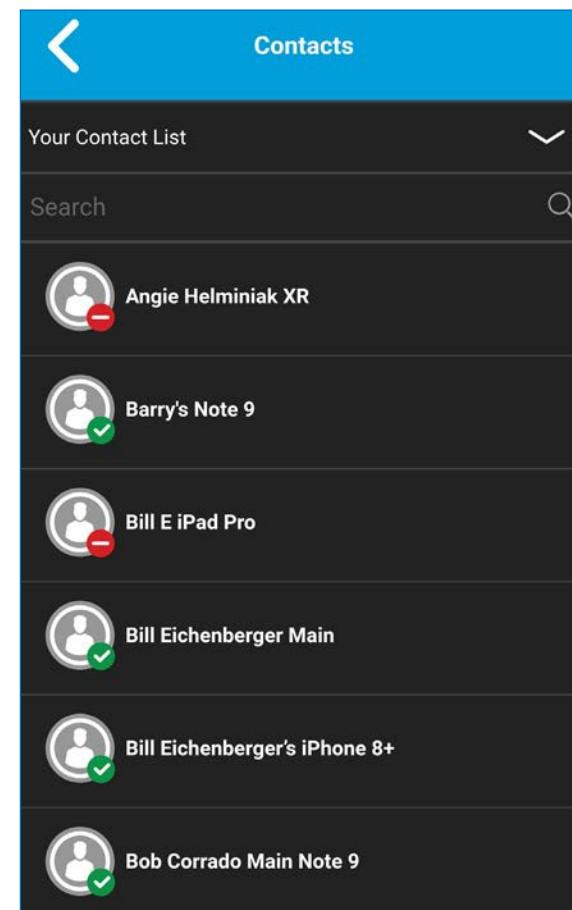 Contacts
Your Contact List
Search
Angie Helminiak XR
Barry's Note 9
Bill E iPad Pro
Bill Eichenberger Main
Bill Eichenberger's iPhone 8+
Bob Corrado Main Note 9